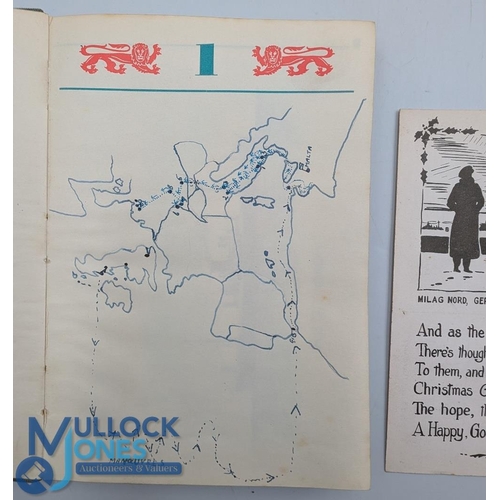 1
MALTA
MILAG NORD, GER
And as the
There's though
To them, and
Christmas G
The hope, th
A Happy, Go
MULLOCK
JONES
Auctioneers & Valuers